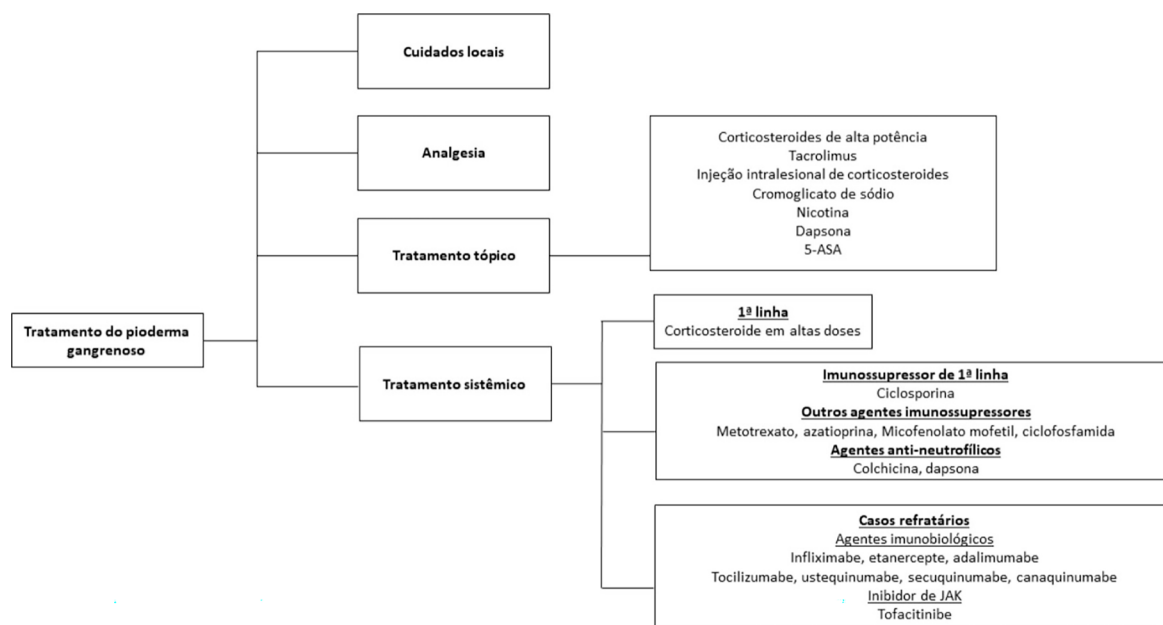 Tratamento do pioderma
gangrenoso
Cuidados locais
Analgesia
Tratamento tópico
Corticosteroides de alta potência
Tacrolimus
Injeção intralesional de corticosteroides
Cromoglicato de sódio
Nicotina
Dapsona
5-ASA
Tratamento sistêmico
1ª linha
Corticosteroide em altas doses
Imunossupressor de 1ª linha
Ciclosporina
Outros agentes imunossupressores
Metotrexato, azatioprina, Micofenolato mofetil, ciclofosfamida
Agentes anti-neutrofílicos
Colchicina, dapsona
Casos refratários
Agentes imunobiológicos
Infliximabe, etanercepte, adalimumabe
Tocilizumabe, ustequinumabe, secuquinumabe, canaquinumabe
Inibidor de JAK
Tofacitinibe